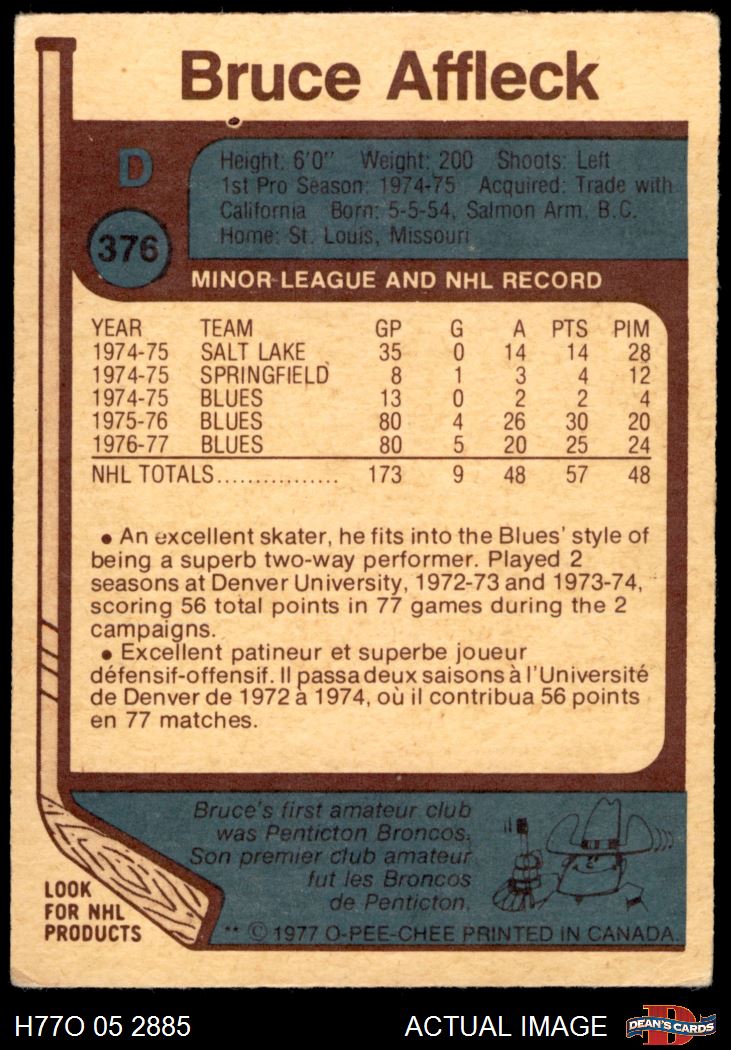 Bruce Affleck
D
376
Height: 6'0" Weight: 200 Shoots: Left
1st Pro Season: 1974-75 Acquired: Trade with
California Born: 5-5-54, Salmon Arm, B.C.
Home: St. Louis, Missouri
MINOR LEAGUE AND NHL RECORD
YEAR TEAM GP G A PTS PIM
1974-75 SALT LAKE 35 0 14 14 28
1974-75 SPRINGFIELD 8 1 3 4 12
1974-75 BLUES 13 0 2 2 4
1975-76 BLUES 80 4 26 30 20
1976-77 BLUES 80 5 20 25 24
NHL TOTALS................ 173 9 48 57 48
• An excellent skater, he fits into the Blues' style of
being a superb two-way performer. Played 2
seasons at Denver University, 1972-73 and 1973-74,
scoring 56 total points in 77 games during the 2
campaigns.
• Excellent patineur et superbe joueur
défensif-offensif. Il passa deux saisons à l'Université
de Denver de 1972 à 1974, où il contribua 56 points
en 77 matches.
Bruce's first amateur club
was Penticton Broncos.
Son premier club amateur
fut les Broncos
de Penticton.
LOOK
FOR NHL
PRODUCTS
** © 1977 O-PEE-CHEE PRINTED IN CANADA.
H77O 05 2885 ACTUAL IMAGE
D
DEAN'S CARDS